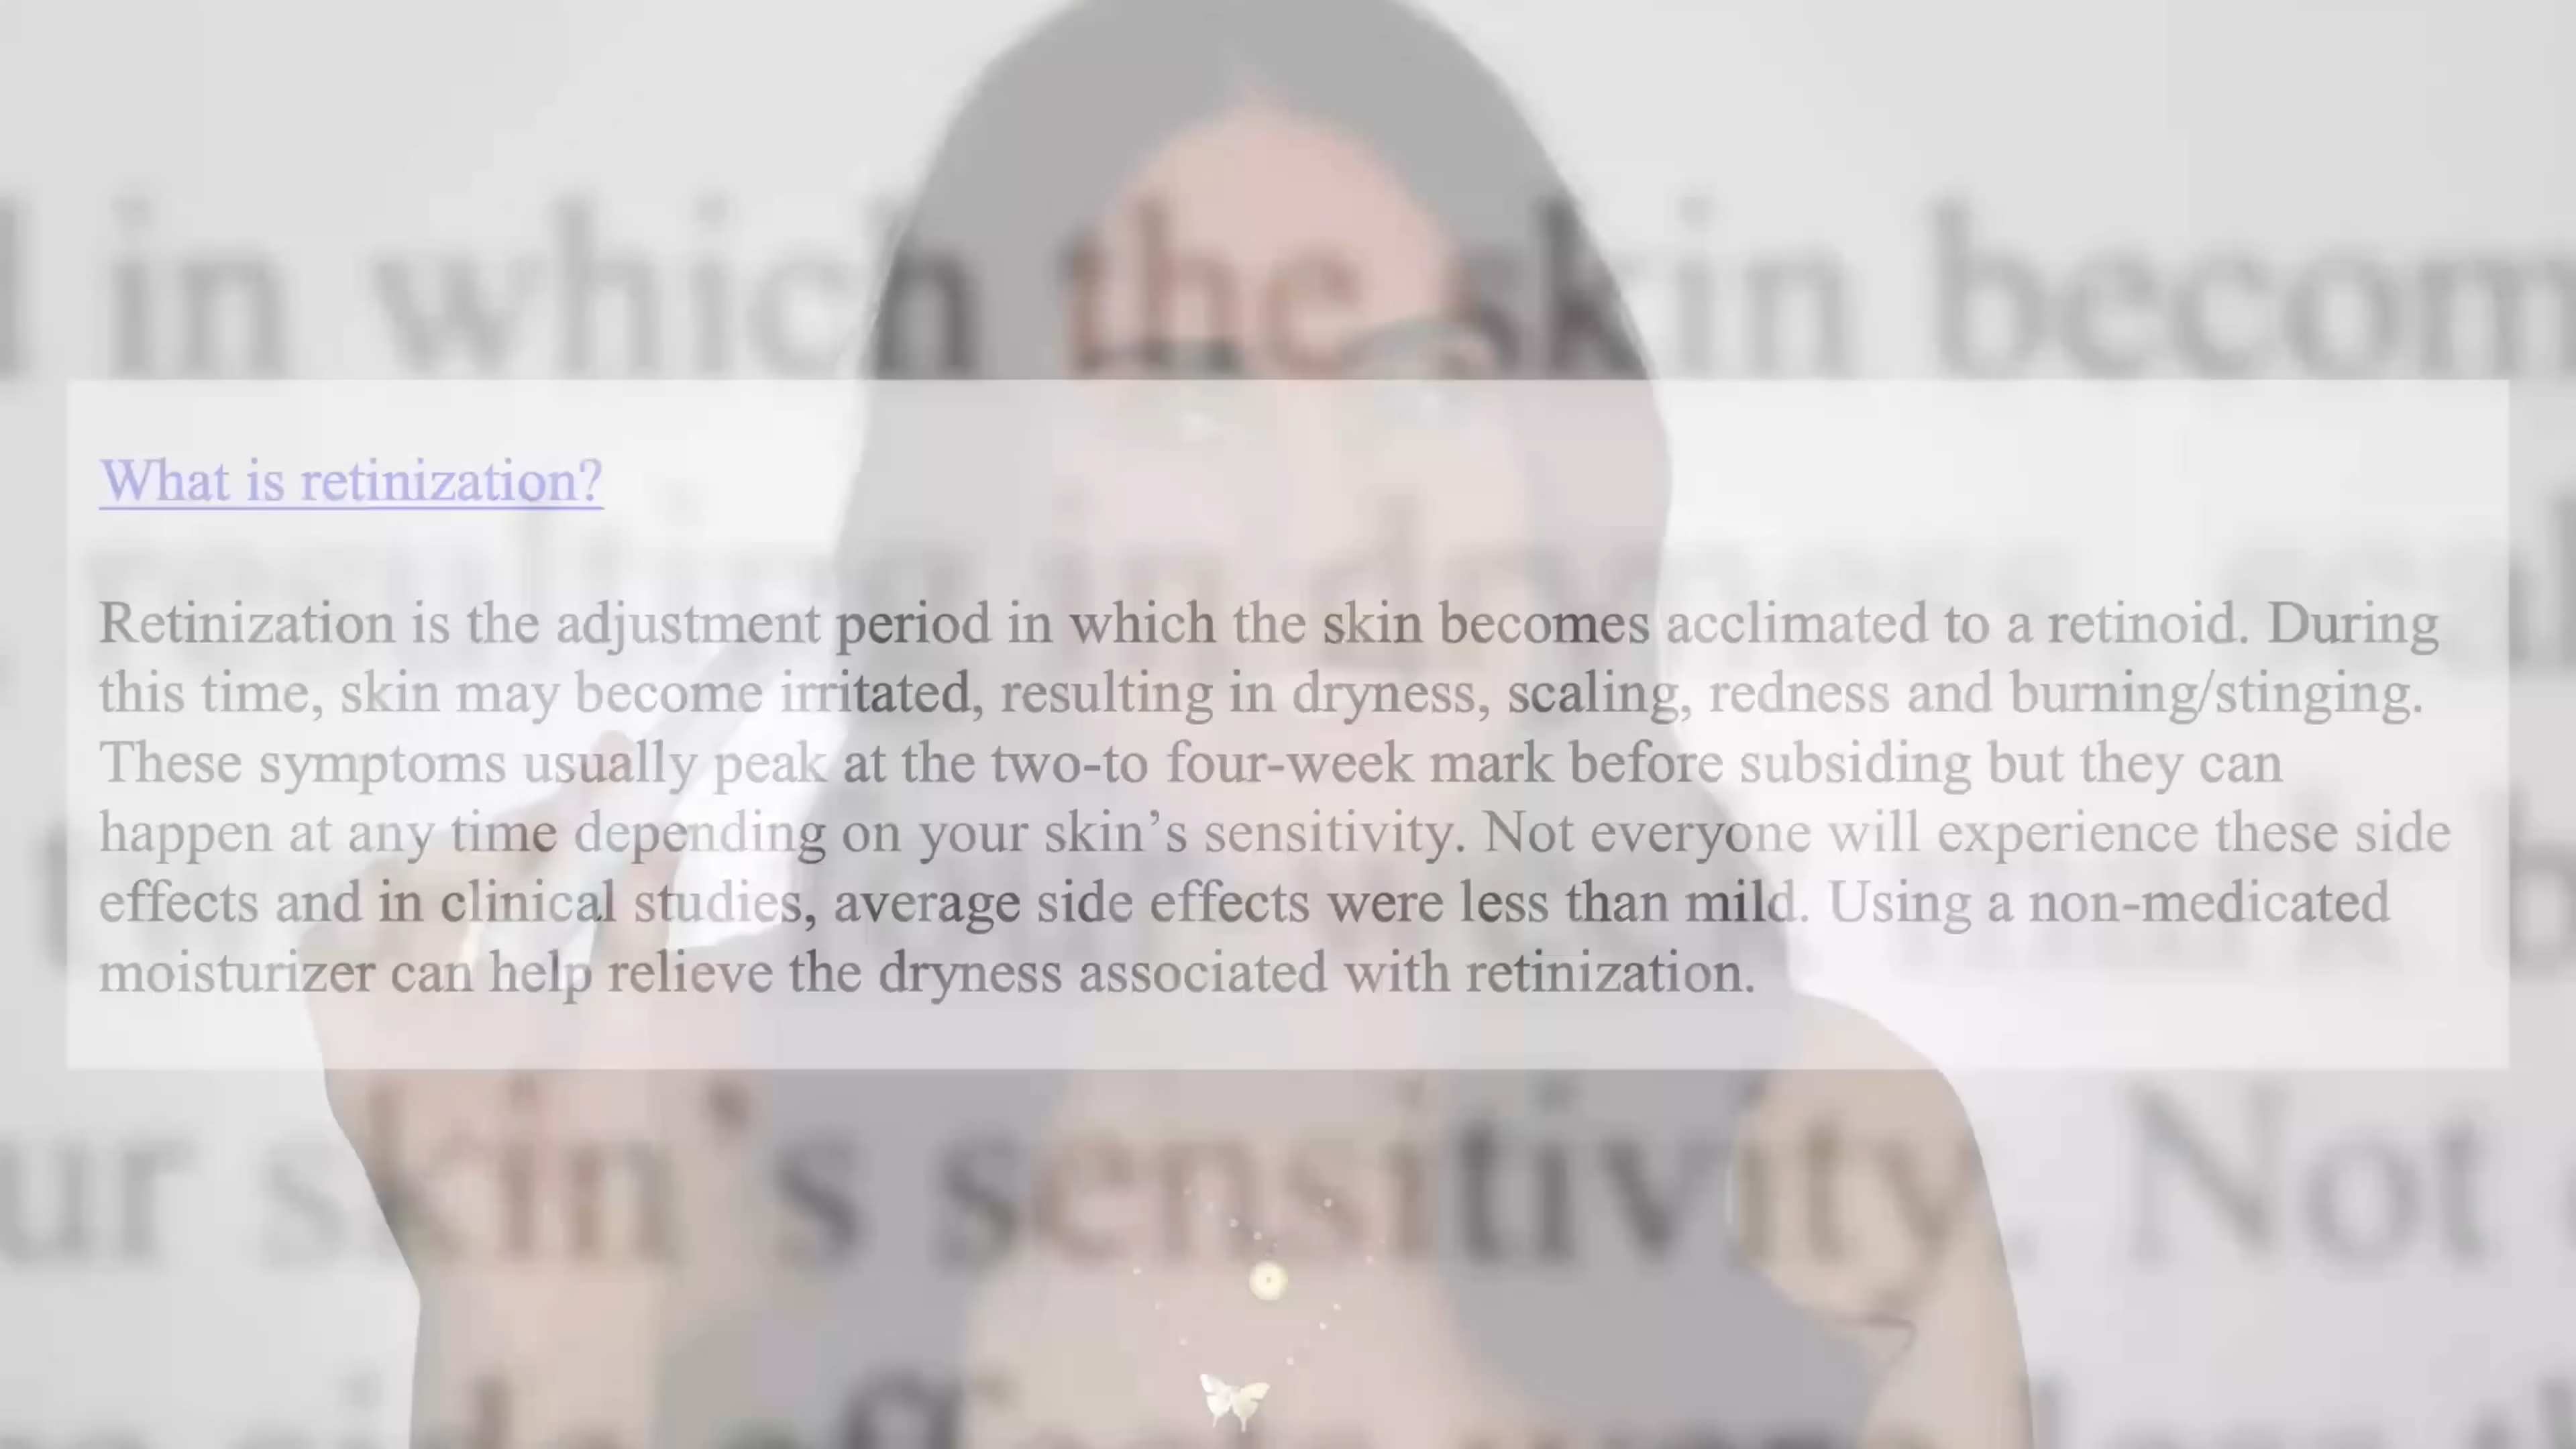 in which the skin becom
What is retinization?
Retinization is the adjustment period in which the skin becomes acclimated to a retinoid. During
this time, skin may become irritated, resulting in dryness, scaling, redness and burning/stinging.
These symptoms usually peak at the two-to four-week mark before subsiding but they can
happen at any time depending on your skin’s sensitivity. Not everyone will experience these side
effects and in clinical studies, average side effects were less than mild. Using a non-medicated
moisturizer can help relieve the dryness associated with retinization.
ur skin’s sensitivity. Not